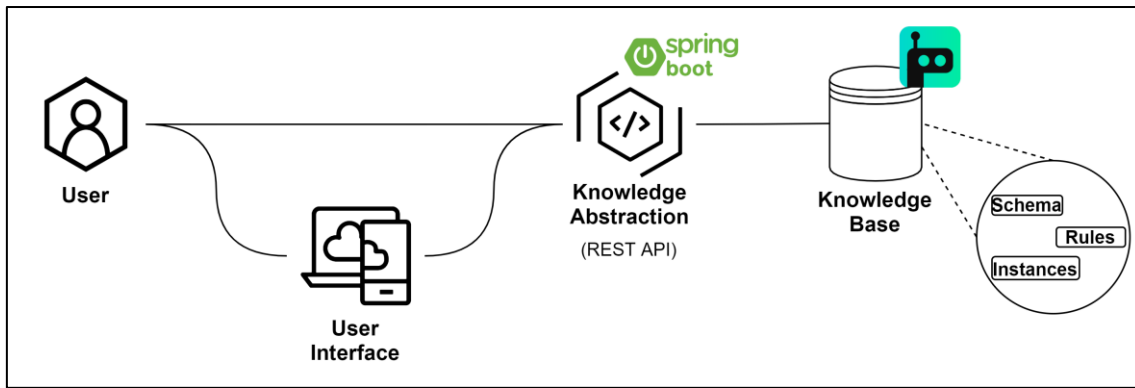 spring
boot
User
Knowledge
Abstraction
(REST API)
</>
Knowledge
Base
Schema
Rules
Instances
User
Interface